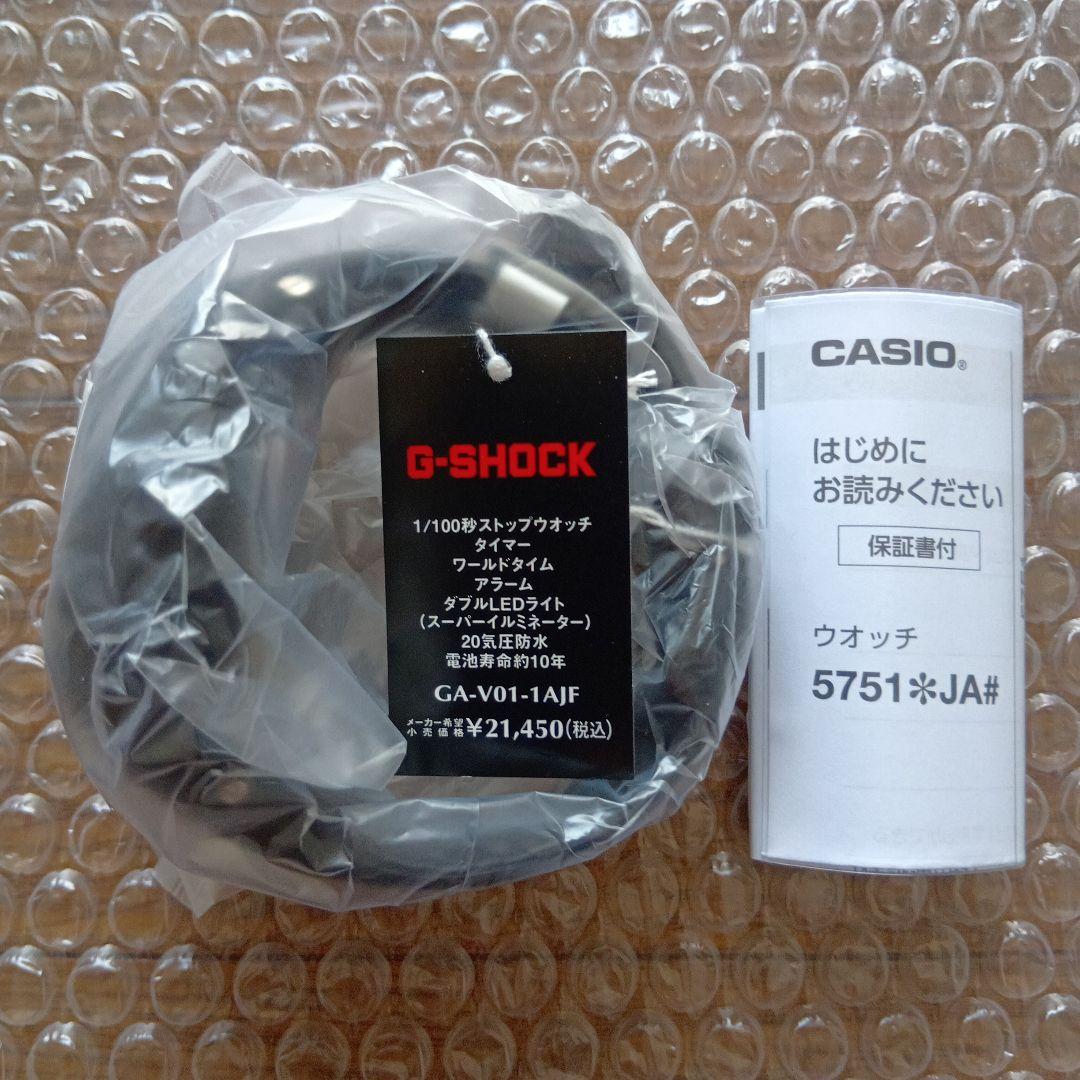 G-SHOCK
1/100秒ストップウオッチ
タイマー
ワールドタイム
アラーム
ダブルLEDライト
(スーパーイルミネーター)
20気圧防水
電池寿命約10年
GA-V01-1AJF
メーカー希望小売価格 ¥21,450(税込)
CASIO®
はじめに
お読みください
保証書付
ウオッチ
5751✽JA#